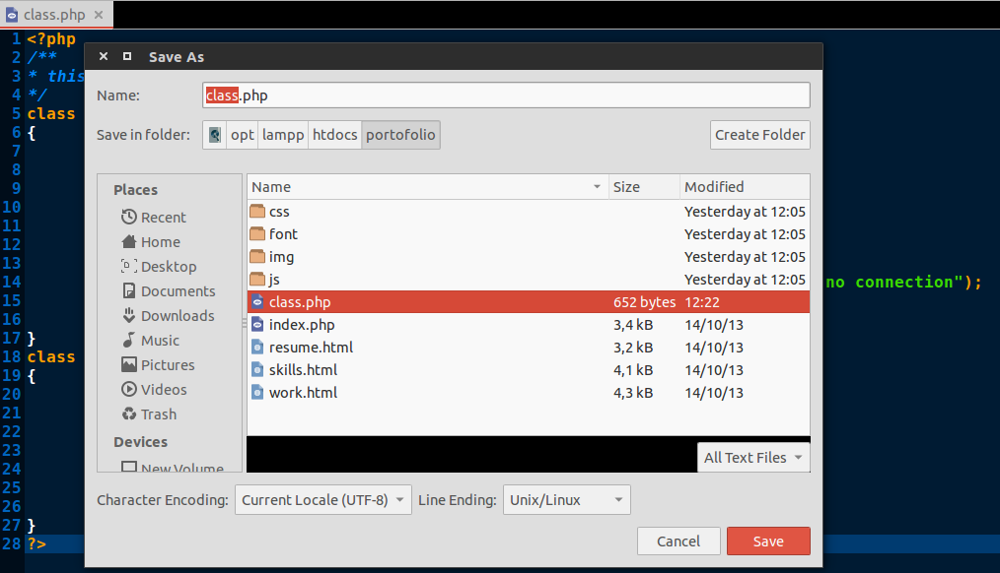 class.php ×
1 <?php
2 /**
3 * this
4 */
5 class
6 {
7
8
9
10
11
12
13
14 no connection");
15
16
17 }
18 class
19 {
20
21
22
23
24
25
26
27 }
28 ?>
Save As
Name: class.php
Save in folder: opt lampp htdocs portofolio Create Folder
Places
Recent
Home
Desktop
Documents
Downloads
Music
Pictures
Videos
Trash
Devices
New Volume
Name Size Modified
css Yesterday at 12:05
font Yesterday at 12:05
img Yesterday at 12:05
js Yesterday at 12:05
class.php 652 bytes 12:22
index.php 3,4 kB 14/10/13
resume.html 3,2 kB 14/10/13
skills.html 4,1 kB 14/10/13
work.html 4,3 kB 14/10/13
All Text Files
Character Encoding: Current Locale (UTF-8) Line Ending: Unix/Linux
Cancel Save